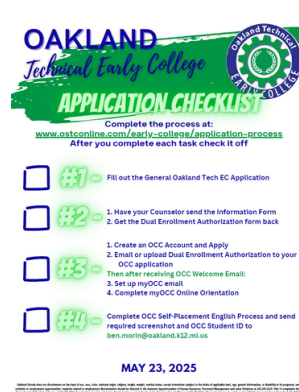 OAKLAND
Technical Early College
Oakland Technical
EARLY COLLEGE
APPLICATION CHECKLIST
Complete the process at:
www.ostconline.com/early-college/application-process
After you complete each task check it off
#1 - Fill out the General Oakland Tech EC Application
#2 - 1. Have your Counselor send the Information Form
2. Get the Dual Enrollment Authorization form back
#3 - 1. Create an OCC Account and Apply
2. Email or upload Dual Enrollment Authorization to your
OCC application
Then after receiving OCC Welcome Email:
3. Set up myOCC email
4. Complete myOCC Online Orientation
#4 - Complete OCC Self-Placement English Process and send
required screenshot and OCC Student ID to
ben.morin@oakland.k12.mi.us
MAY 23, 2025